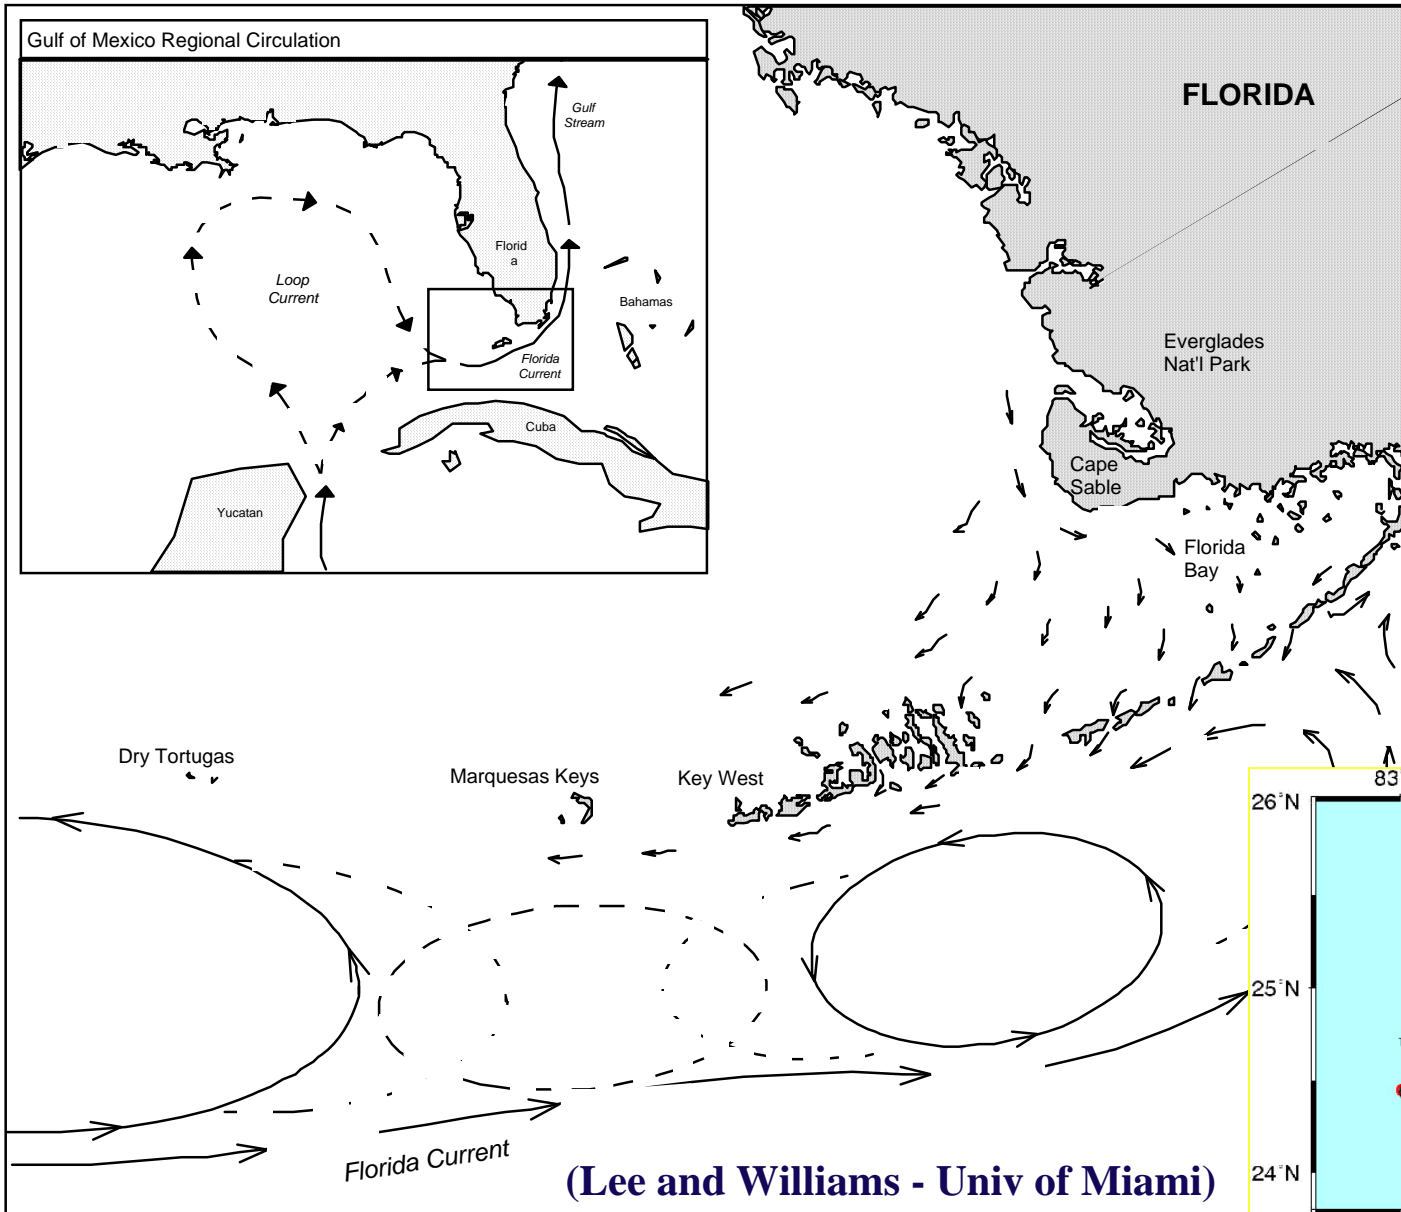 Gulf of Mexico Regional Circulation
Gulf
Stream
FLORIDA
Florid
a
Loop
Current
Bahamas
Florida
Current
Cuba
Yucatan
Everglades
Nat'l Park
Cape
Sable
Florida
Bay
Dry Tortugas
Marquesas Keys
Key West
83
26°N
25°N
24°N
Florida Current
(Lee and Williams - Univ of Miami)